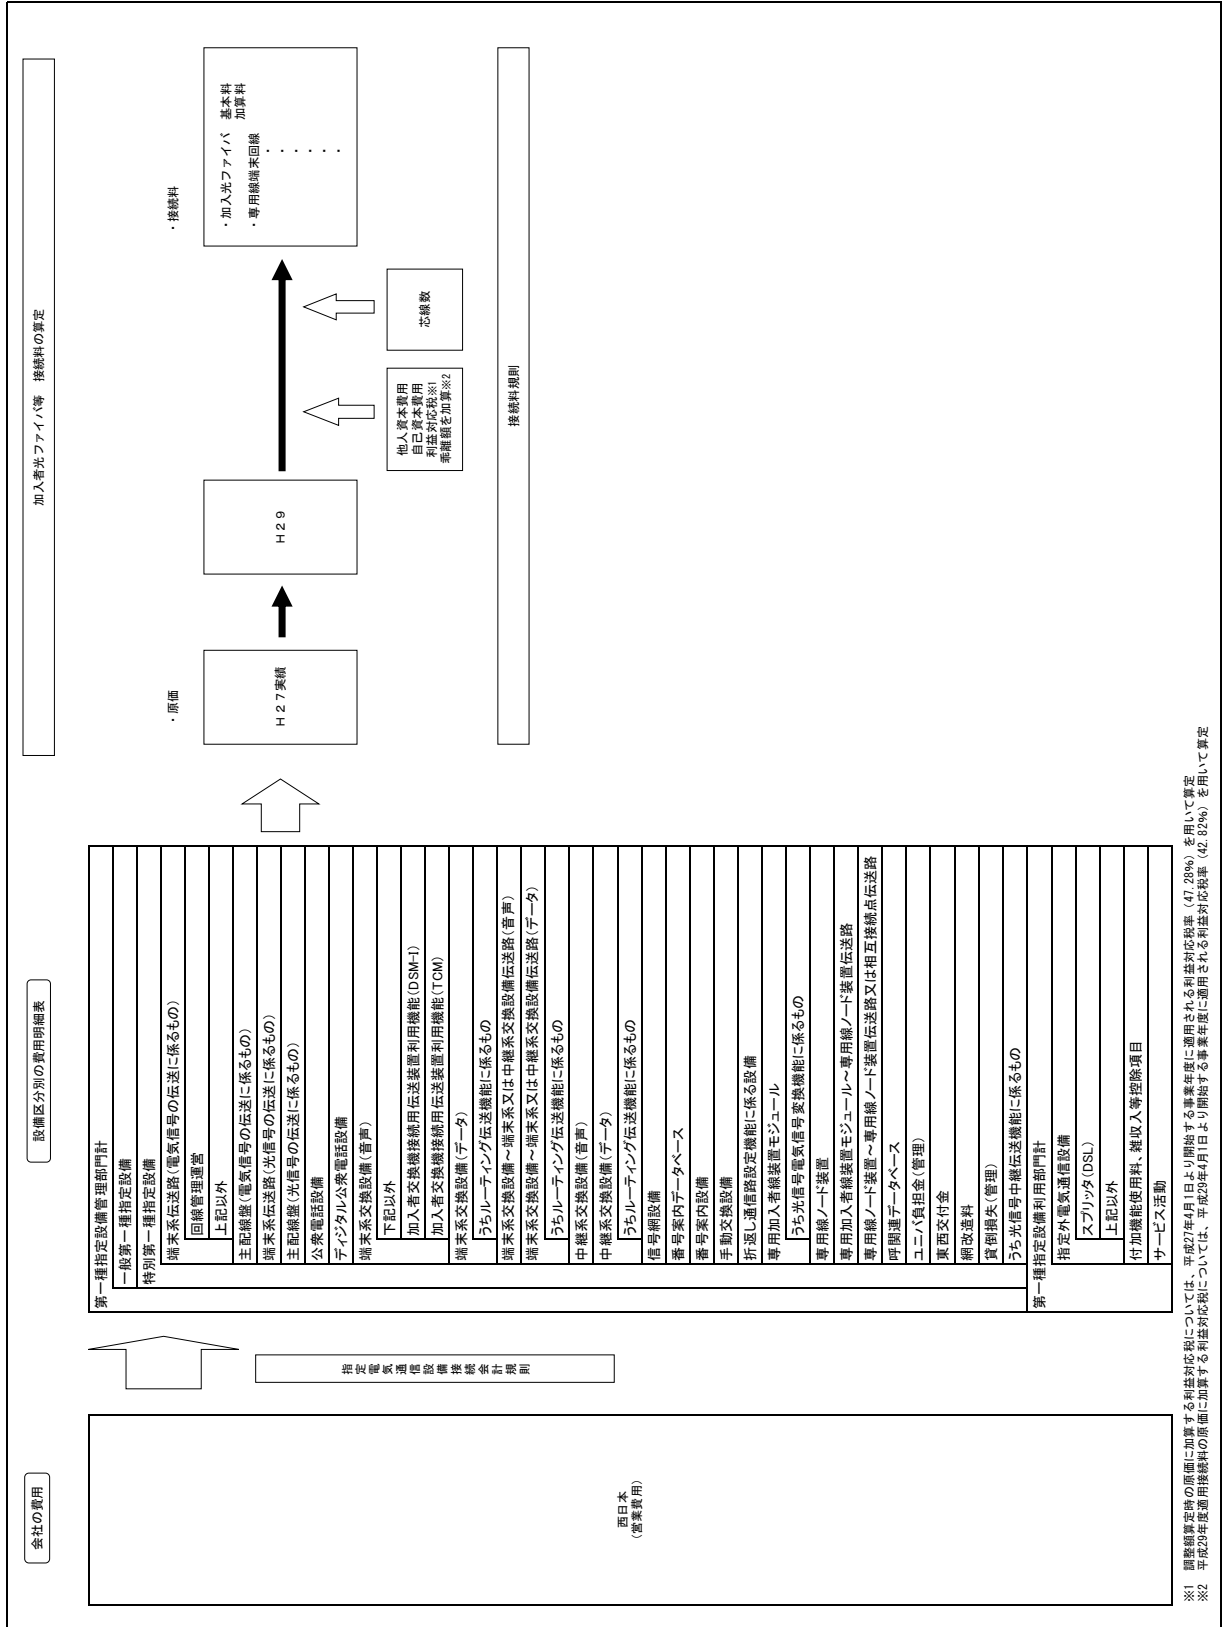 会社の費用
設備区分別の費用明細表
加入者光ファイバ等　接続料の算定
西日本
(営業費用)
指定電気通信設備接続会計規則
第一種指定設備管理部門計
一般第一種指定設備
特別第一種指定設備
端末系伝送路(電気信号の伝送に係るもの)
回線管理運営
上記以外
主配線盤(電気信号の伝送に係るもの)
端末系伝送路(光信号の伝送に係るもの)
主配線盤(光信号の伝送に係るもの)
公衆電話設備
ディジタル公衆電話設備
端末系交換設備(音声)
下記以外
加入者交換機接続用伝送装置利用機能(DSM-I)
加入者交換機接続用伝送装置利用機能(TCM)
端末系交換設備(データ)
うちルーティング伝送機能に係るもの
端末系交換設備～端末系又は中継系交換設備伝送路(音声)
端末系交換設備～端末系又は中継系交換設備伝送路(データ)
うちルーティング伝送機能に係るもの
中継系交換設備(音声)
中継系交換設備(データ)
うちルーティング伝送機能に係るもの
信号網設備
番号案内データベース
番号案内設備
手動交換設備
折返し通信路設定機能に係る設備
専用加入者線装置モジュール
うち光信号電気信号変換機能に係るもの
専用線ノード装置
専用加入者線装置モジュール～専用線ノード装置伝送路
専用線ノード装置～専用線ノード装置伝送路又は相互接続点伝送路
呼関連データベース
ユニバ負担金(管理)
東西交付金
網改造料
貸倒損失(管理)
うち光信号中継伝送機能に係るもの
第一種指定設備利用部門計
指定外電気通信設備
スプリッタ(DSL)
上記以外
付加機能使用料、雑収入等控除項目
サービス活動
・原価
H27実績
H29
他人資本費用
自己資本費用
利益対応税※1
乖離額を加算※2
芯線数
・接続料
・加入光ファイバ　基本料
加算料
・専用線端末回線
・ ・
・ ・
・ ・
・ ・
・ ・
・ ・
接続料規則
※1　調整額算定時の原価に加算する利益対応税については、平成27年4月1日より開始する事業年度に適用される利益対応税率（47.28%）を用いて算定
※2　平成29年度適用接続料の原価に加算する利益対応税については、平成29年4月1日より開始する事業年度に適用される利益対応税率（42.82%）を用いて算定